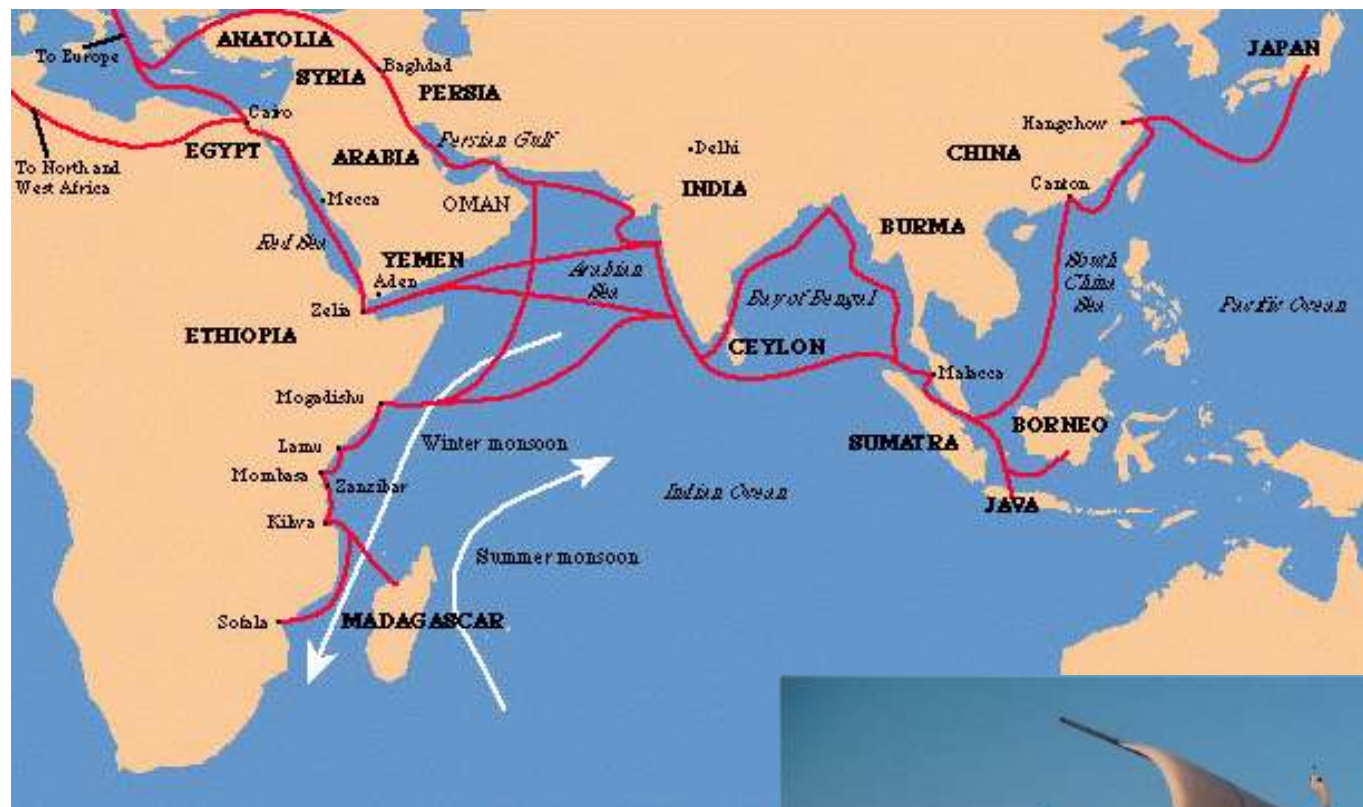 ANATOLIA
To Europe
SYRIA
Baghdad
PERSIA
JAPAN
Cairo
EGYPT
ARABIA
Persian Gulf
Hangchow
Delhi
CHINA
To North and
West Africa
Mecca
OMAN
INDIA
Canton
Red Sea
BURMA
YEMEN
Aden
Arabian
Sea
Bay of Bengal
South
China
Sea
Pacific Ocean
Zelia
ETHIOPIA
CEYLON
Malacca
Mogadishu
BORNEO
Lamu
Winter monsoon
SUMATRA
Mombasa
Zanzibar
Indian Ocean
JAVA
Kilwa
Summer monsoon
Sofala
MADAGASCAR